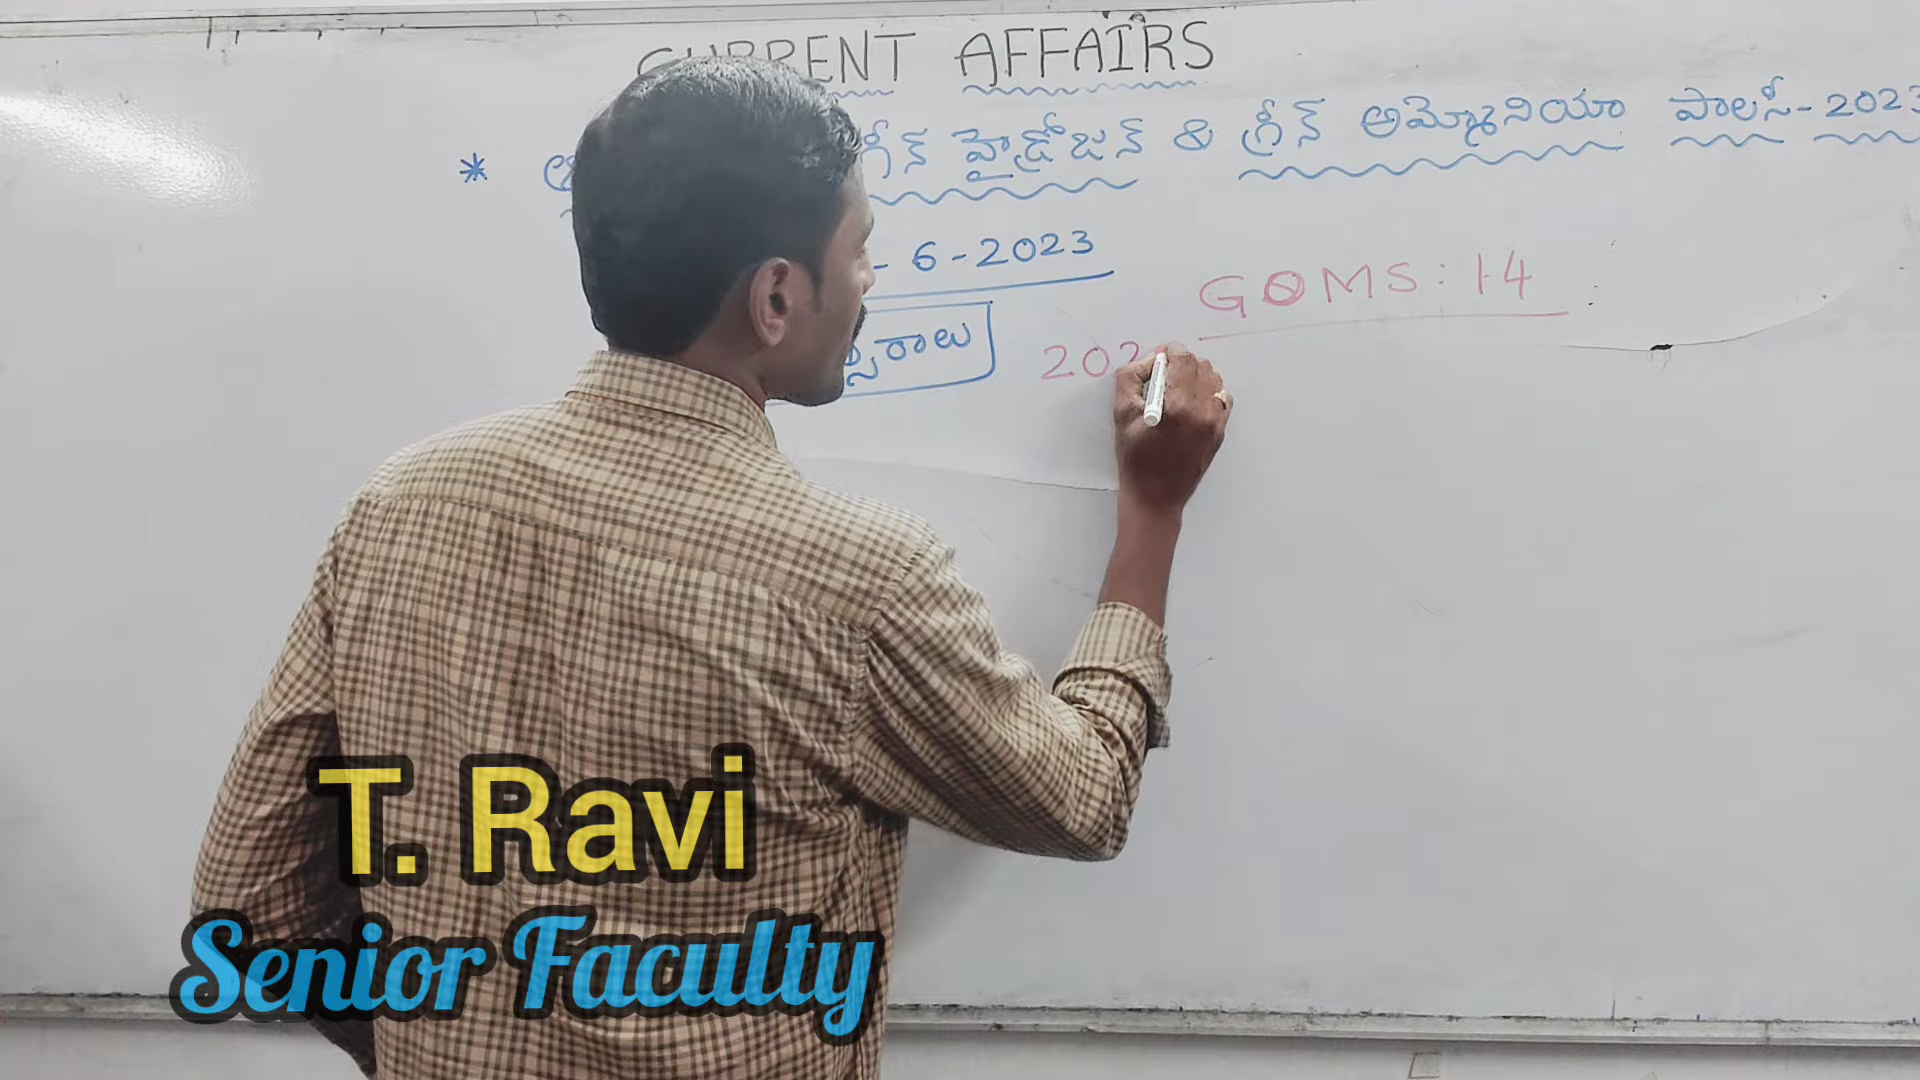 CURRENT AFFAIRS
* గ్రీన్ హైడ్రోజన్ & గ్రీన్ అమ్మోనియా పాలసీ - 2023
- 6 - 2023
GOMS : 14
202
T. Ravi
Senior Faculty